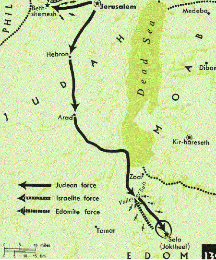 PHIL
Beth-
shemesh
Jerusalem
Medeba
Dead Sea
Hebron
JUDAH
Dibon
MOAB
Arad
Kir-hareseth
Zoar
Judean force
Israelite force
Edomite force
Tamar
Sela
(Joktheel)
EDOM